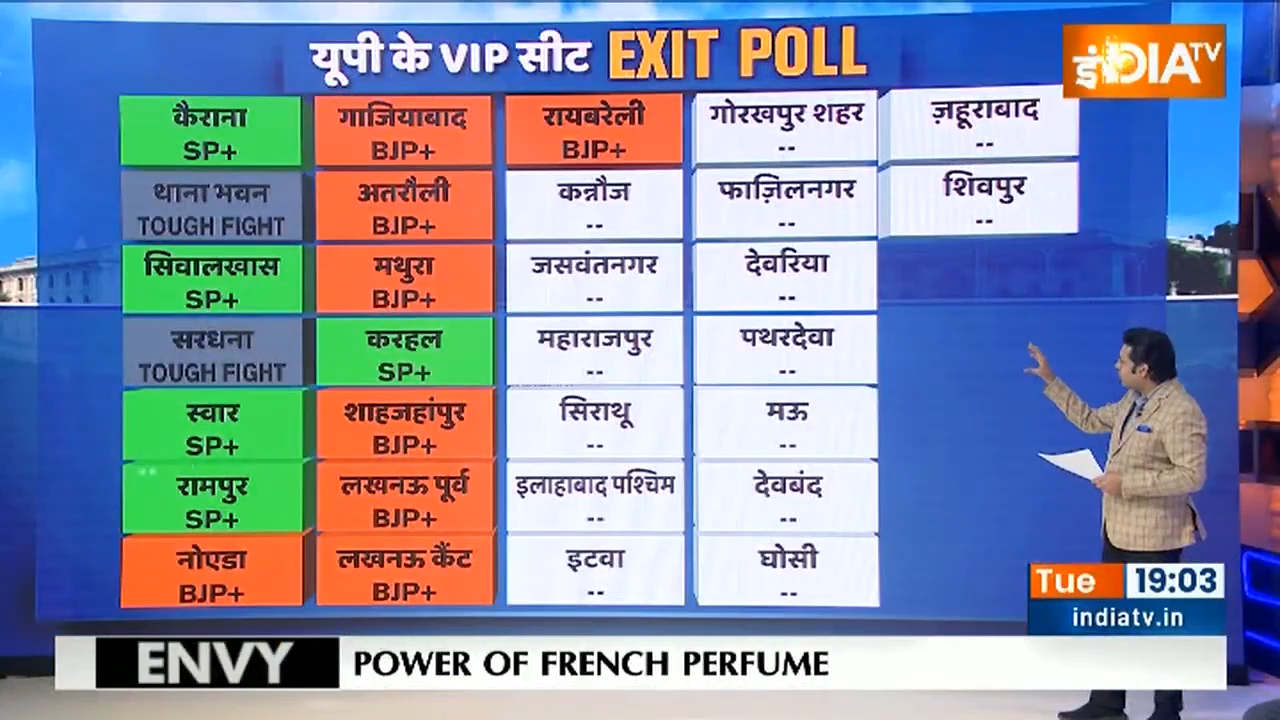 यूपी के VIP सीट EXIT POLL
इंDIA TV
कैराना
SP+
थाना भवन
TOUGH FIGHT
सिवालखास
SP+
सरधना
TOUGH FIGHT
स्वार
SP+
रामपुर
SP+
नोएडा
BJP+
गाजियाबाद
BJP+
अतरौली
BJP+
मथुरा
BJP+
करहल
SP+
शाहजहांपुर
BJP+
लखनऊ पूर्व
BJP+
लखनऊ कैंट
BJP+
रायबरेली
BJP+
कन्नौज
--
जसवंतनगर
--
महाराजपुर
--
सिराथू
--
इलाहाबाद पश्चिम
--
इटवा
--
गोरखपुर शहर
--
फाज़िलनगर
--
देवरिया
--
पथरदेवा
--
मऊ
--
देवबंद
--
घोसी
--
ज़हूराबाद
--
शिवपुर
--
Tue 19:03
indiatv.in
ENVY POWER OF FRENCH PERFUME